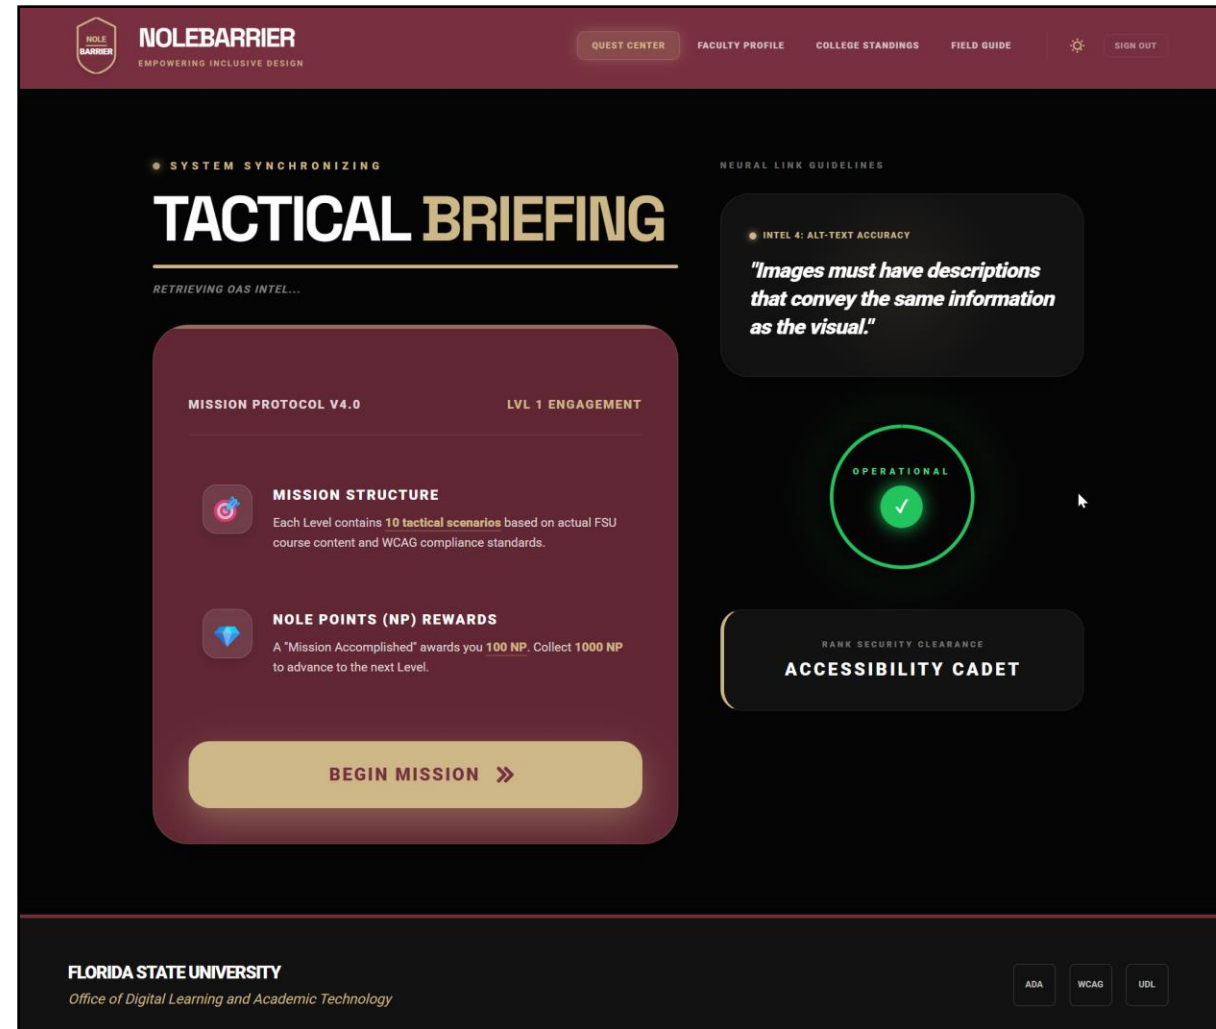 NOLE
BARRIER
NOLEBARRIER
EMPOWERING INCLUSIVE DESIGN
QUEST CENTER
FACULTY PROFILE
COLLEGE STANDINGS
FIELD GUIDE
SIGN OUT
SYSTEM SYNCHRONIZING
TACTICAL BRIEFING
RETRIEVING OAS INTEL...
MISSION PROTOCOL V4.0
LVL 1 ENGAGEMENT
MISSION STRUCTURE
Each Level contains 10 tactical scenarios based on actual FSU
course content and WCAG compliance standards.
NOLE POINTS (NP) REWARDS
A "Mission Accomplished" awards you 100 NP. Collect 1000 NP
to advance to the next Level.
BEGIN MISSION
NEURAL LINK GUIDELINES
INTEL 4: ALT-TEXT ACCURACY
"Images must have descriptions
that convey the same information
as the visual."
OPERATIONAL
RANK SECURITY CLEARANCE
ACCESSIBILITY CADET
FLORIDA STATE UNIVERSITY
Office of Digital Learning and Academic Technology
ADA
WCAG
UDL